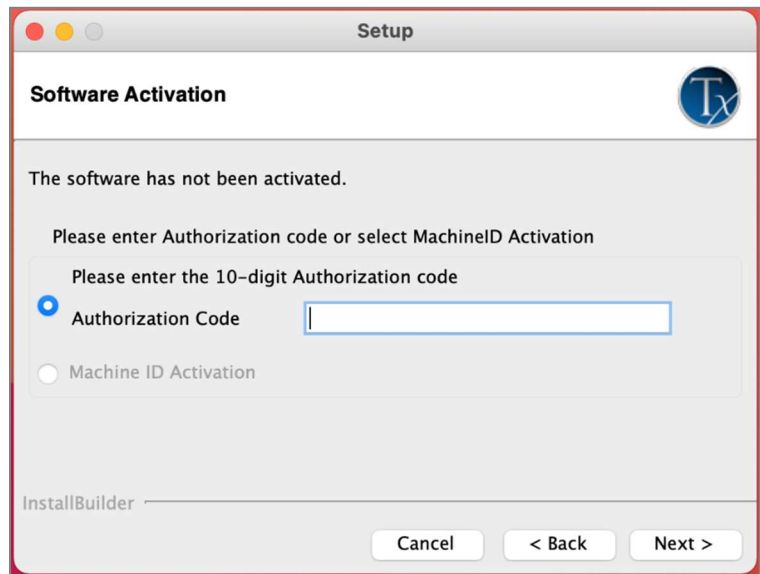 Setup
Software Activation
Tx
The software has not been activated.
Please enter Authorization code or select MachineID Activation
Please enter the 10-digit Authorization code
Authorization Code
Machine ID Activation
InstallBuilder
Cancel
< Back
Next >